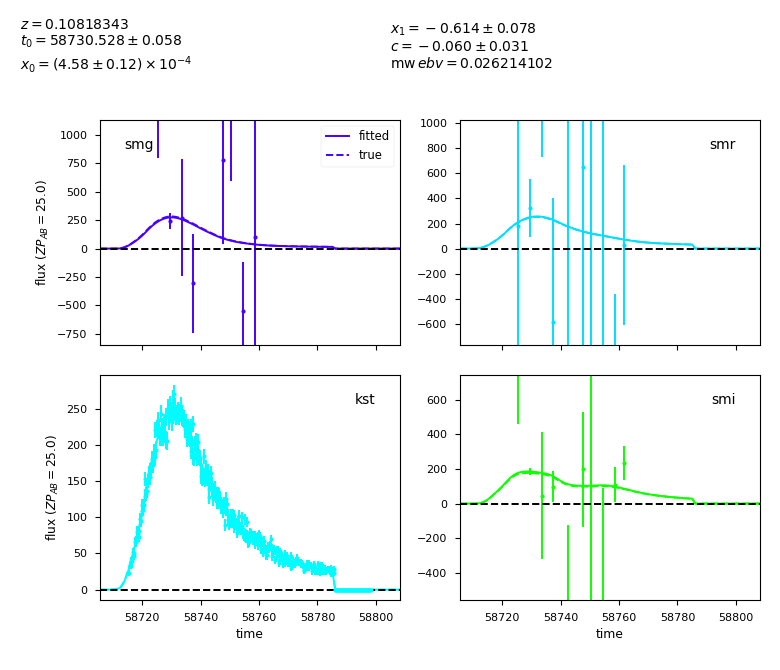 z = 0.10818343
t₀ = 58730.528 ± 0.058
x₀ = (4.58 ± 0.12) × 10⁻⁴
x₁ = −0.614 ± 0.078
c = −0.060 ± 0.031
mw ebv = 0.026214102
1000
750
500
250
0
−250
−500
−750
flux (ZP_AB = 25.0)
smg
fitted
true
1000
800
600
400
200
0
−200
−400
−600
smr
250
200
150
100
50
0
flux (ZP_AB = 25.0)
kst
58720 58740 58760 58780 58800
time
600
400
200
0
−200
−400
smi
58720 58740 58760 58780 58800
time